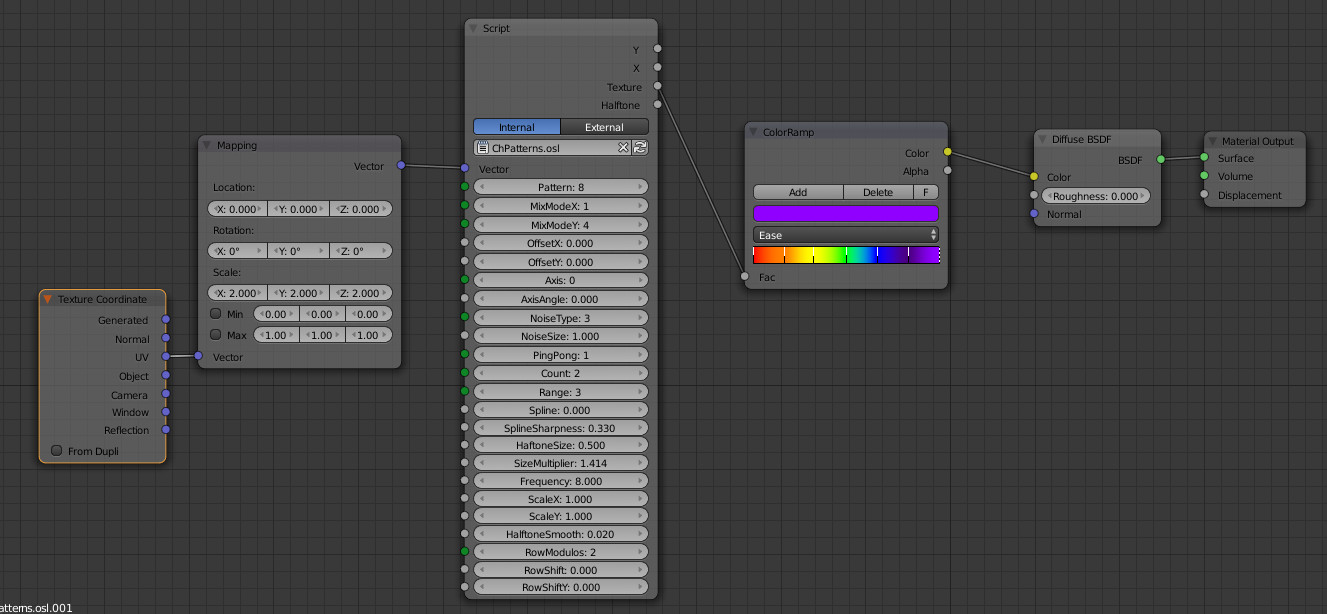 Texture Coordinate
Generated
Normal
UV
Object
Camera
Window
Reflection
From Dupli
Mapping
Vector
Location:
X: 0.000 Y: 0.000 Z: 0.000
Rotation:
X: 0° Y: 0° Z: 0°
Scale:
X: 2.000 Y: 2.000 Z: 2.000
Min 0.00 0.00 0.00
Max 1.00 1.00 1.00
Vector
Script
Y
X
Texture
Halftone
Internal External
ChPatterns.osl
Vector
Pattern: 8
MixModeX: 1
MixModeY: 4
OffsetX: 0.000
OffsetY: 0.000
Axis: 0
AxisAngle: 0.000
NoiseType: 3
NoiseSize: 1.000
PingPong: 1
Count: 2
Range: 3
Spline: 0.000
SplineSharpness: 0.330
HaftoneSize: 0.500
SizeMultiplier: 1.414
Frequency: 8.000
ScaleX: 1.000
ScaleY: 1.000
HalftoneSmooth: 0.020
RowModulos: 2
RowShift: 0.000
RowShiftY: 0.000
ColorRamp
Color
Alpha
Add Delete F
Ease
Fac
Diffuse BSDF
BSDF
Color
Roughness: 0.000
Normal
Material Output
Surface
Volume
Displacement
atterns.osl.001